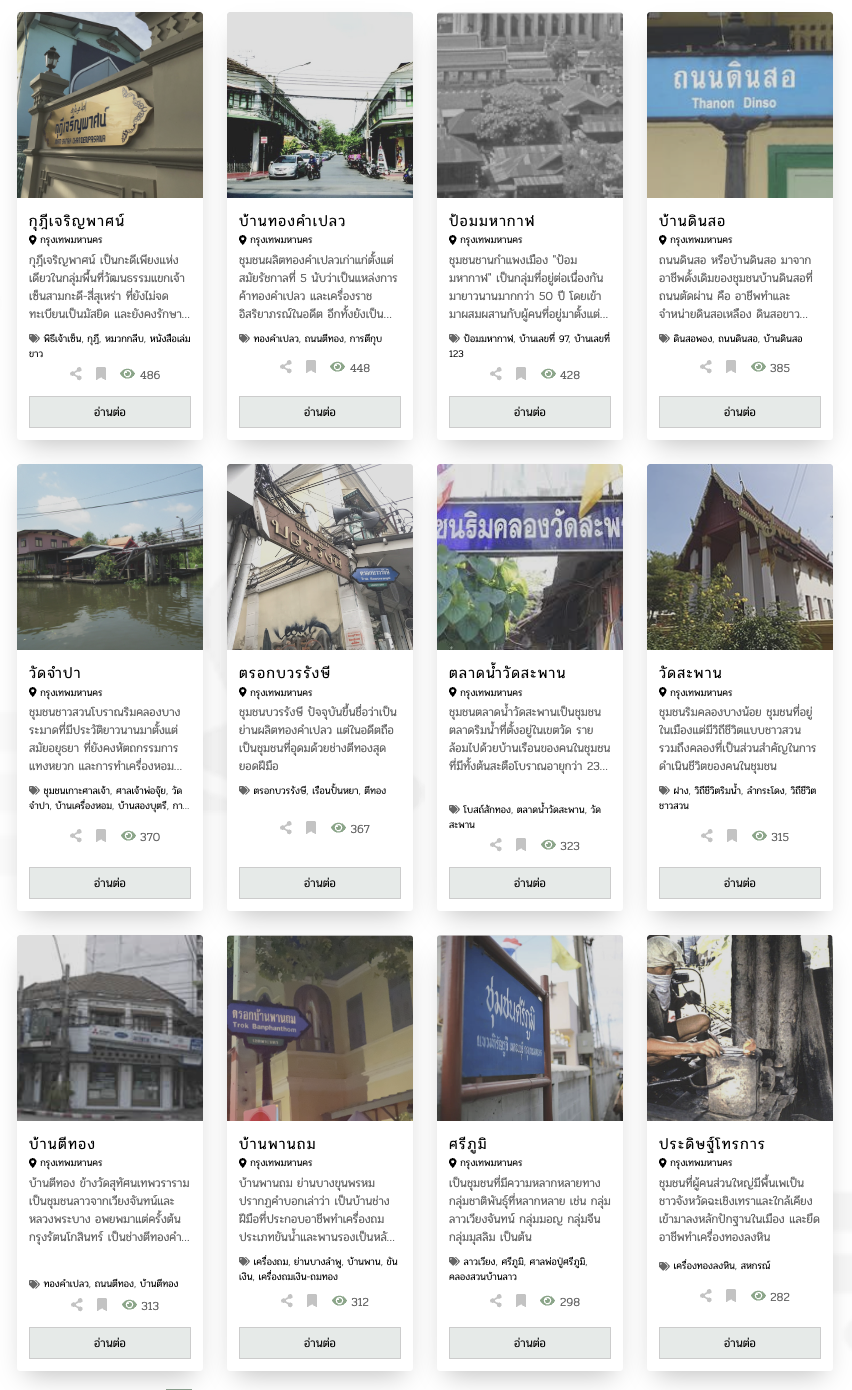 กุฎีเจริญพาศน์
ถนนดินสอ
Thanon Dinso
กุฎีเจริญพาศน์
กรุงเทพมหานคร
กุฎีเจริญพาศน์ เป็นกะดีเพียงแห่ง
เดียวในกลุ่มพื้นที่วัฒนธรรมแขกเจ้า
เซ็นสามกะดี-สี่สุเหร่า ที่ยังไม่จด
ทะเบียนเป็นมัสยิด และยังคงรักษา...
พิธีเจ้าเซ็น, กุฎี, หมวกกลีบ, หนังสือเล่ม
ขาว
486
อ่านต่อ
บ้านทองคำเปลว
กรุงเทพมหานคร
ชุมชนผลิตทองคำเปลวเก่าแก่ตั้งแต่
สมัยรัชกาลที่ 5 นับว่าเป็นแหล่งการ
ค้าทองคำเปลว และเครื่องราช
อิสริยาภรณ์ในอดีต อีกทั้งยังเป็น...
ทองคำเปลว, ถนนตีทอง, การตีกุบ
448
อ่านต่อ
ป้อมมหากาฬ
กรุงเทพมหานคร
ชุมชนชานกำแพงเมือง "ป้อม
มหากาฬ" เป็นกลุ่มที่อยู่ต่อเนื่องกัน
มายาวนานมากกว่า 50 ปี โดยเข้า
มาผสมผสานกับผู้คนที่อยู่มาตั้งแต่...
ป้อมมหากาฬ, บ้านเลขที่ 97, บ้านเลขที่
123
428
อ่านต่อ
บ้านดินสอ
กรุงเทพมหานคร
ถนนดินสอ หรือบ้านดินสอ มาจาก
อาชีพดั้งเดิมของชุมชนบ้านดินสอที่
ถนนตัดผ่าน คือ อาชีพทำและ
จำหน่ายดินสอเหลือง ดินสอขาว...
ดินสอพอง, ถนนดินสอ, บ้านดินสอ
385
อ่านต่อ
บวรรังษี
ชุมชนริมคลองวัดสะพา
วัดจำปา
กรุงเทพมหานคร
ชุมชนชาวสวนโบราณริมคลองบาง
ระมาดที่มีประวัติยาวนานมาตั้งแต่
สมัยอยุธยา ที่ยังคงหัตถกรรมการ
แทงหยวก และการทำเครื่องหอม...
ชุมชนเกาะศาลเจ้า, ศาลเจ้าพ่อจุ้ย, วัด
จำปา, บ้านเครื่องหอม, บ้านสองบุตรี, กา...
370
อ่านต่อ
ตรอกบวรรังษี
กรุงเทพมหานคร
ชุมชนบวรรังษี ปัจจุบันขึ้นชื่อว่าเป็น
ย่านผลิตทองคำเปลว แต่ในอดีตถือ
เป็นชุมชนที่อุดมด้วยช่างตีทองสุด
ยอดฝีมือ
ตรอกบวรรังษี, เรือนปั้นหยา, ตีทอง
367
อ่านต่อ
ตลาดน้ำวัดสะพาน
กรุงเทพมหานคร
ชุมชนตลาดน้ำวัดสะพานเป็นชุมชน
ตลาดริมน้ำที่ตั้งอยู่ในเขตวัด ราย
ล้อมไปด้วยบ้านเรือนของคนในชุมชน
ที่มีทั้งต้นสะตือโบราณอายุกว่า 23...
โบสถ์สักทอง, ตลาดน้ำวัดสะพาน, วัด
สะพาน
323
อ่านต่อ
วัดสะพาน
กรุงเทพมหานคร
ชุมชนริมคลองบางน้อย ชุมชนที่อยู่
ในเมืองแต่มีวิถีชีวิตแบบชาวสวน
รวมถึงคลองที่เป็นส่วนสำคัญในการ
ดำเนินชีวิตของคนในชุมชน
ฝาง, วิถีชีวิตริมน้ำ, ลำกระโดง, วิถีชีวิต
ชาวสวน
315
อ่านต่อ
ตรอกบ้านพานถม
Trok Banphanthom
ชุมชนศรีภูมิ
บ้านตีทอง
กรุงเทพมหานคร
บ้านตีทอง ข้างวัดสุทัศนเทพวราราม
เป็นชุมชนลาวจากเวียงจันทน์และ
หลวงพระบาง อพยพมาแต่ครั้งต้น
กรุงรัตนโกสินทร์ เป็นช่างตีทองคำ...
ทองคำเปลว, ถนนตีทอง, บ้านตีทอง
313
อ่านต่อ
บ้านพานถม
กรุงเทพมหานคร
บ้านพานถม ย่านบางขุนพรหม
ปรากฏคำบอกเล่าว่า เป็นบ้านช่าง
ฝีมือที่ประกอบอาชีพทำเครื่องถม
ประเภทขันน้ำและพานรองเป็นหลั...
เครื่องถม, ย่านบางลำพู, บ้านพาน, ขัน
เงิน, เครื่องถมเงิน-ถมทอง
312
อ่านต่อ
ศรีภูมิ
กรุงเทพมหานคร
เป็นชุมชนที่มีความหลากหลายทาง
กลุ่มชาติพันธุ์ที่หลากหลาย เช่น กลุ่ม
ลาวเวียงจันทน์ กลุ่มมอญ กลุ่มจีน
กลุ่มมุสลิม เป็นต้น
ลาวเวียง, ศรีภูมิ, ศาลพ่อปู่ศรีภูมิ,
คลองสวนบ้านลาว
298
อ่านต่อ
ประดิษฐ์โทรการ
กรุงเทพมหานคร
ชุมชนที่ผู้คนส่วนใหญ่มีพื้นเพเป็น
ชาวจังหวัดฉะเชิงเทราและใกล้เคียง
เข้ามาลงหลักปักฐานในเมือง และยึด
อาชีพทำเครื่องทองลงหิน
เครื่องทองลงหิน, สหกรณ์
282
อ่านต่อ